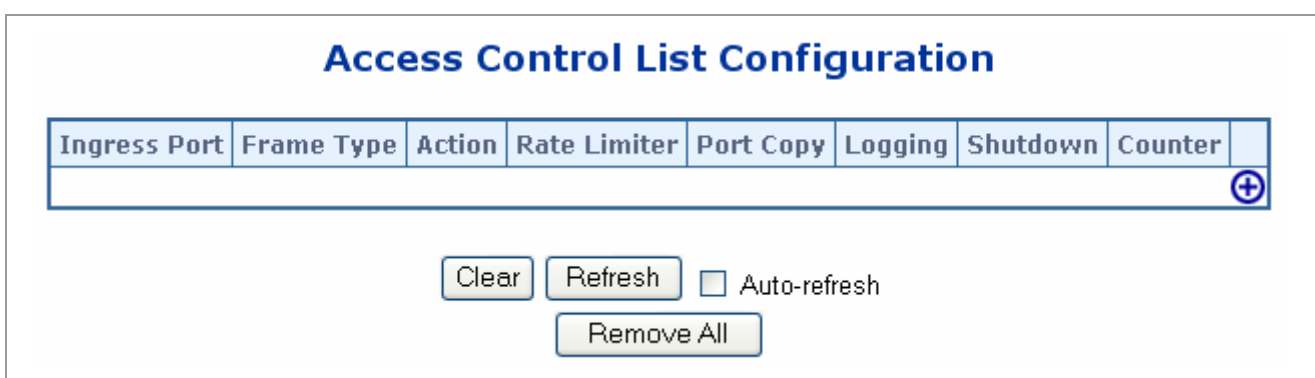 Access Control List Configuration
Ingress Port Frame Type Action Rate Limiter Port Copy Logging Shutdown Counter
Clear Refresh Auto-refresh
Remove All